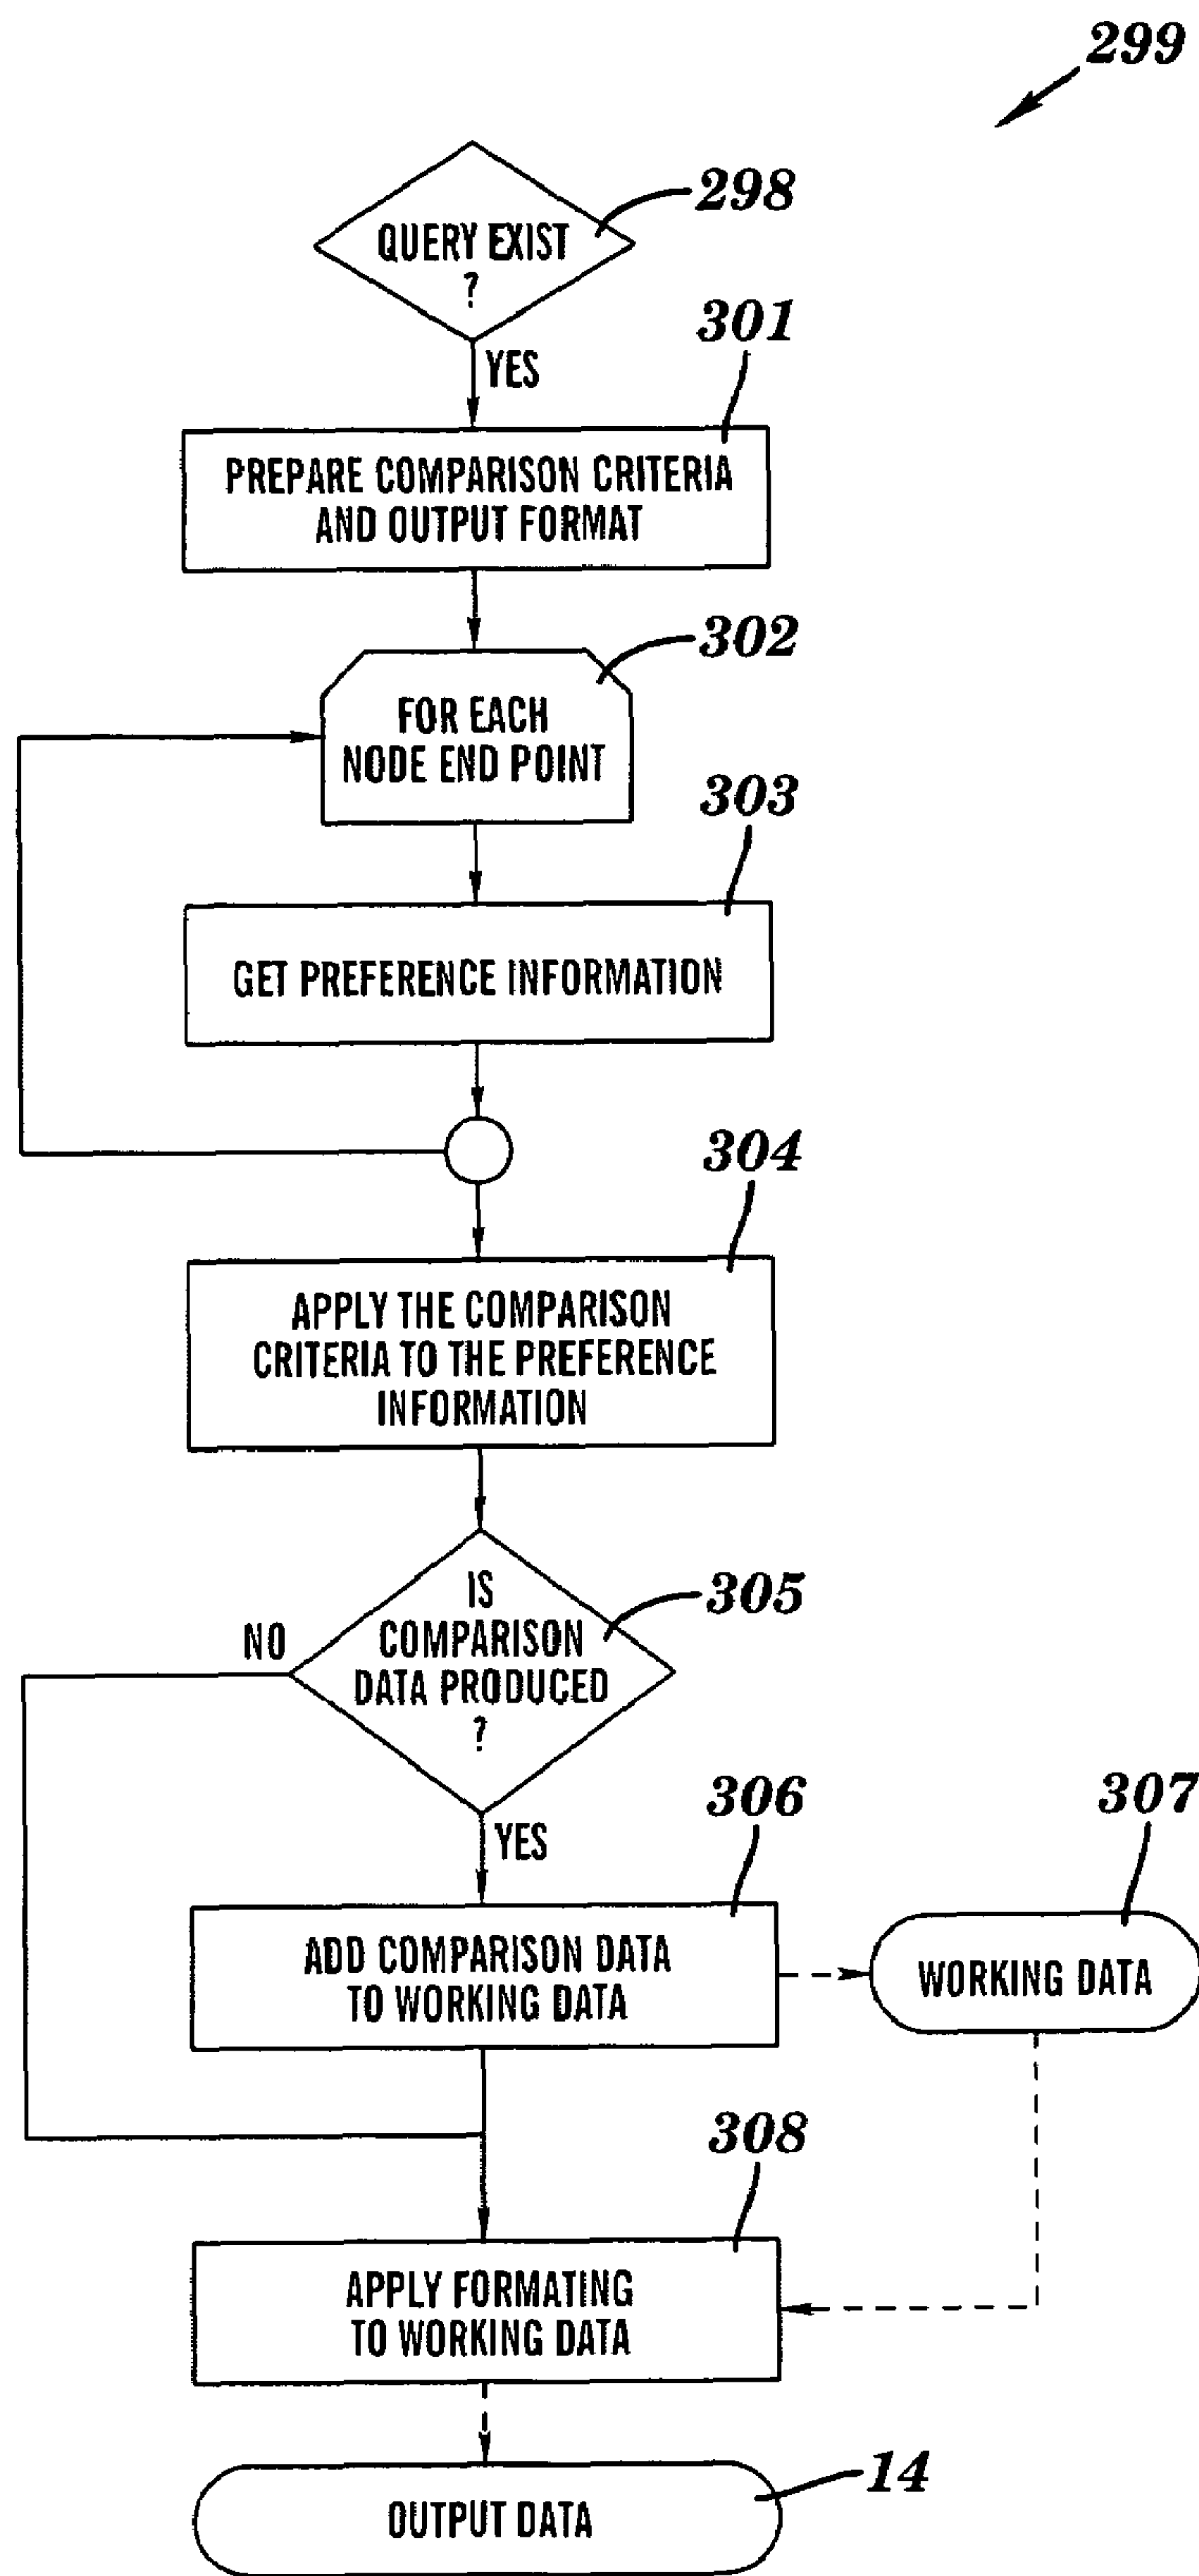 299
298
QUERY EXIST
?
YES
301
PREPARE COMPARISON CRITERIA
AND OUTPUT FORMAT
302
FOR EACH
NODE END POINT
303
GET PREFERENCE INFORMATION
304
APPLY THE COMPARISON
CRITERIA TO THE PREFERENCE
INFORMATION
305
IS
COMPARISON
DATA PRODUCED
?
NO
YES
306
ADD COMPARISON DATA
TO WORKING DATA
307
WORKING DATA
308
APPLY FORMATING
TO WORKING DATA
14
OUTPUT DATA